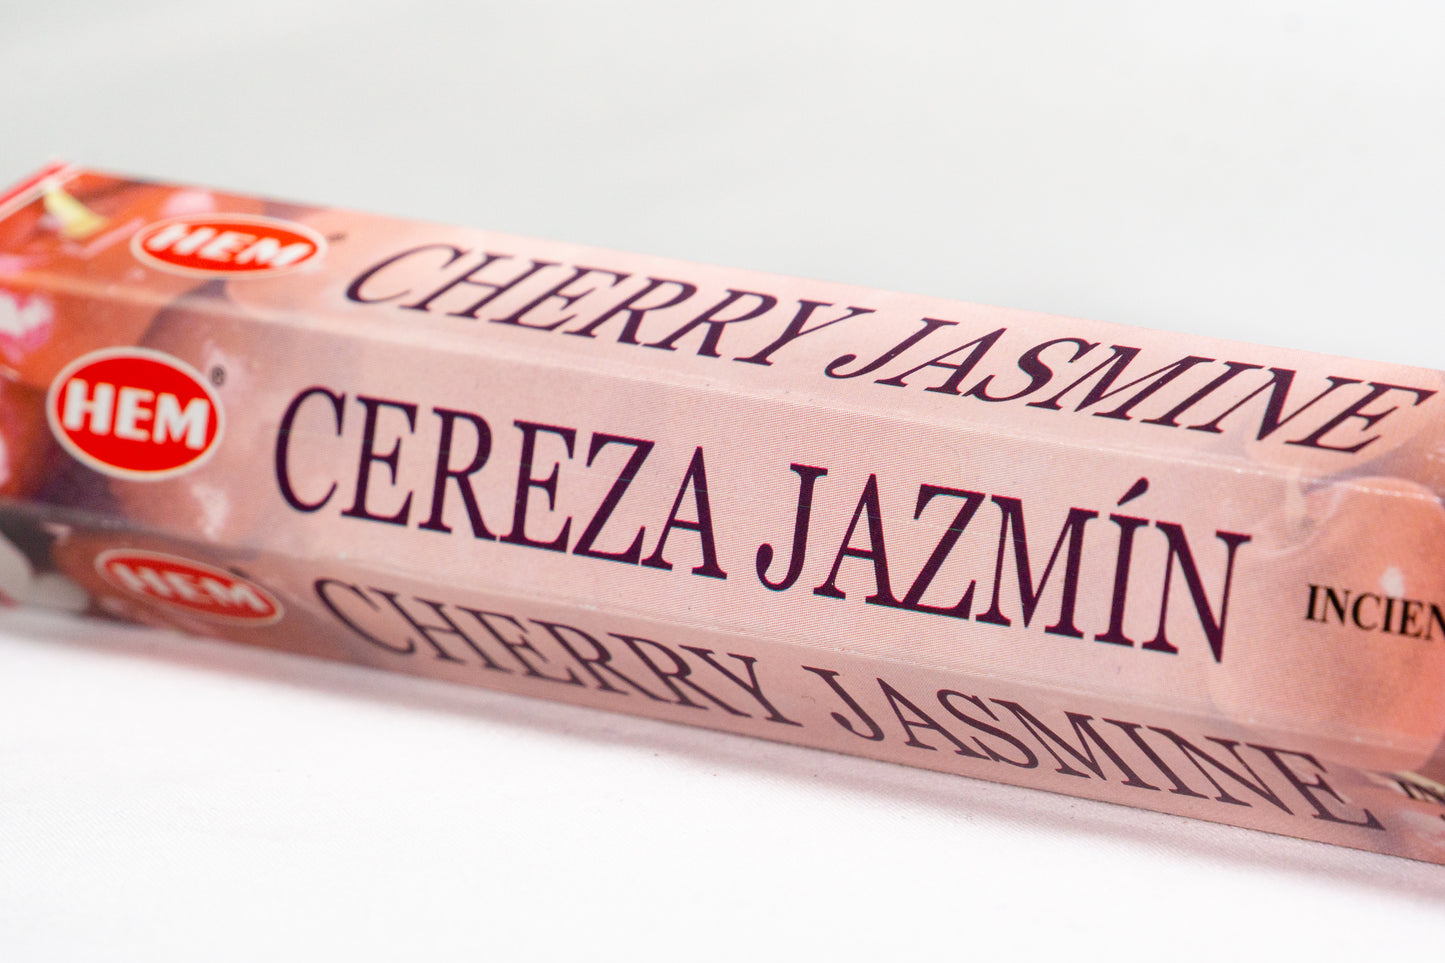 HEM
CHERRY JASMINE
HEM®
CEREZA JAZMÍN
HEM
CHERRY JASMINE